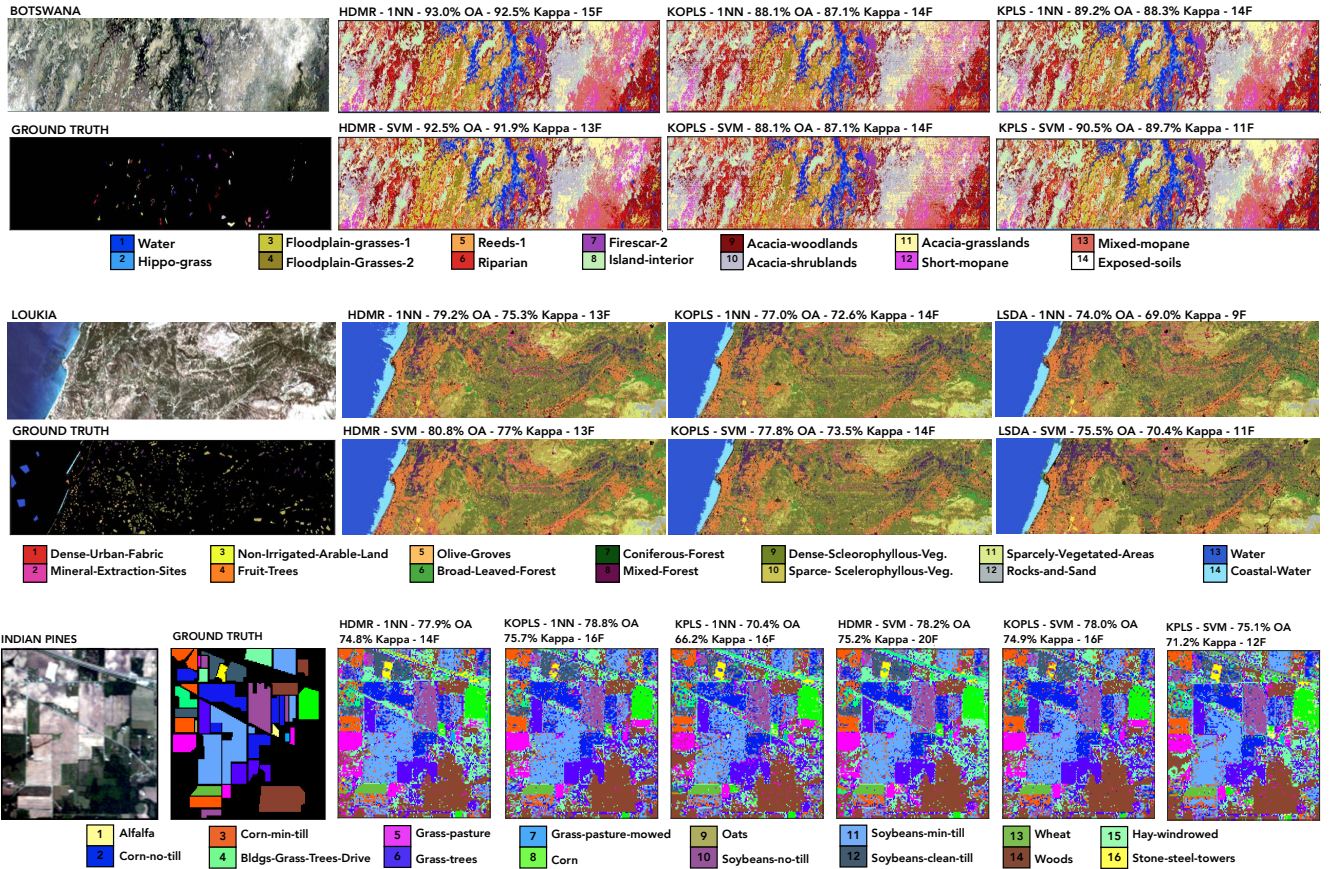 BOTSWANA
HDMR - 1NN - 93.0% OA - 92.5% Kappa - 15F
KOPLS - 1NN - 88.1% OA - 87.1% Kappa - 14F
KPLS - 1NN - 89.2% OA - 88.3% Kappa - 14F
GROUND TRUTH
HDMR - SVM - 92.5% OA - 91.9% Kappa - 13F
KOPLS - SVM - 88.1% OA - 87.1% Kappa - 14F
KPLS - SVM - 90.5% OA - 89.7% Kappa - 11F
1 Water
2 Hippo-grass
3 Floodplain-grasses-1
4 Floodplain-Grasses-2
5 Reeds-1
6 Riparian
7 Firescar-2
8 Island-interior
9 Acacia-woodlands
10 Acacia-shrublands
11 Acacia-grasslands
12 Short-mopane
13 Mixed-mopane
14 Exposed-soils
LOUKIA
HDMR - 1NN - 79.2% OA - 75.3% Kappa - 13F
KOPLS - 1NN - 77.0% OA - 72.6% Kappa - 14F
LSDA - 1NN - 74.0% OA - 69.0% Kappa - 9F
GROUND TRUTH
HDMR - SVM - 80.8% OA - 77% Kappa - 13F
KOPLS - SVM - 77.8% OA - 73.5% Kappa - 14F
LSDA - SVM - 75.5% OA - 70.4% Kappa - 11F
1 Dense-Urban-Fabric
2 Mineral-Extraction-Sites
3 Non-Irrigated-Arable-Land
4 Fruit-Trees
5 Olive-Groves
6 Broad-Leaved-Forest
7 Coniferous-Forest
8 Mixed-Forest
9 Dense-Scleorophyllous-Veg.
10 Sparce- Scelerophyllous-Veg.
11 Sparcely-Vegetated-Areas
12 Rocks-and-Sand
13 Water
14 Coastal-Water
INDIAN PINES
GROUND TRUTH
HDMR - 1NN - 77.9% OA
74.8% Kappa - 14F
KOPLS - 1NN - 78.8% OA
75.7% Kappa - 16F
KPLS - 1NN - 70.4% OA
66.2% Kappa - 16F
HDMR - SVM - 78.2% OA
75.2% Kappa - 20F
KOPLS - SVM - 78.0% OA
74.9% Kappa - 16F
KPLS - SVM - 75.1% OA
71.2% Kappa - 12F
1 Alfalfa
2 Corn-no-till
3 Corn-min-till
4 Bldgs-Grass-Trees-Drive
5 Grass-pasture
6 Grass-trees
7 Grass-pasture-mowed
8 Corn
9 Oats
10 Soybeans-no-till
11 Soybeans-min-till
12 Soybeans-clean-till
13 Wheat
14 Woods
15 Hay-windrowed
16 Stone-steel-towers